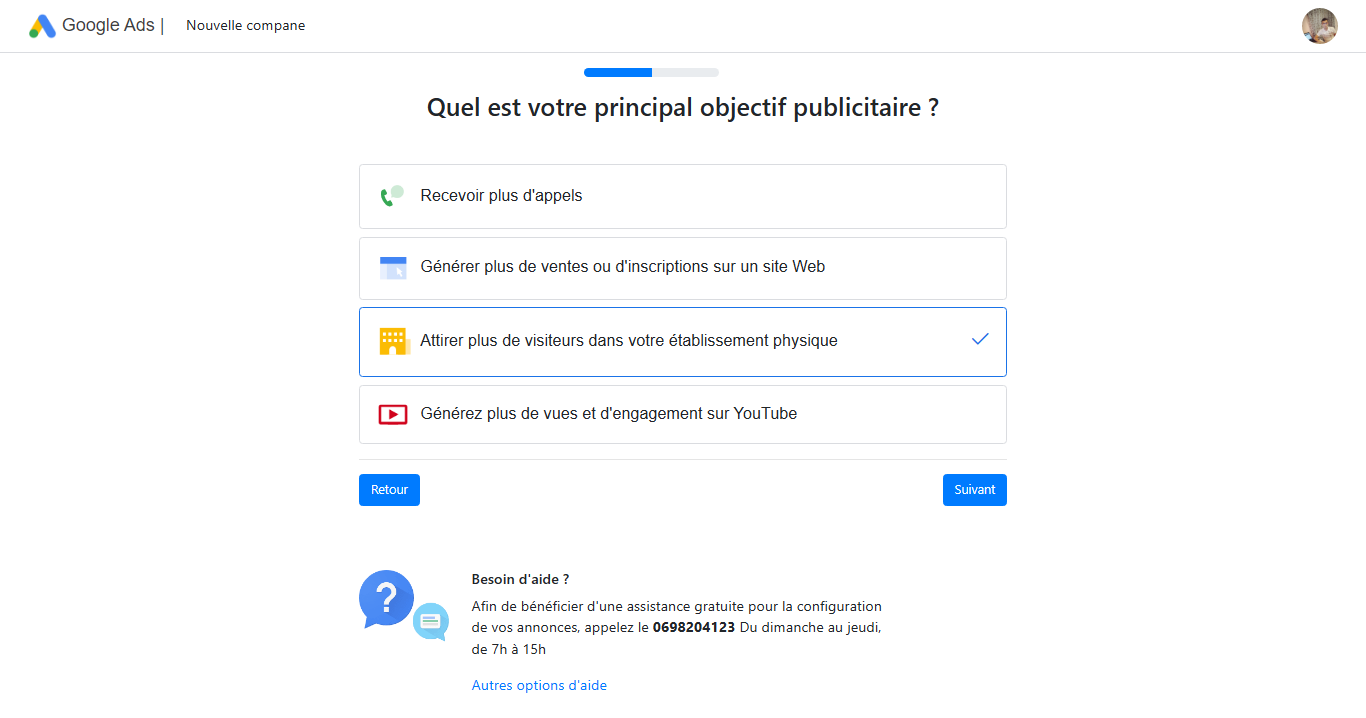 Google Ads | Nouvelle compane
Quel est votre principal objectif publicitaire ?
Recevoir plus d'appels
Générer plus de ventes ou d'inscriptions sur un site Web
Attirer plus de visiteurs dans votre établissement physique
Générez plus de vues et d'engagement sur YouTube
Retour
Suivant
?
Besoin d'aide ?
Afin de bénéficier d'une assistance gratuite pour la configuration
de vos annonces, appelez le 0698204123 Du dimanche au jeudi,
de 7h à 15h
Autres options d'aide